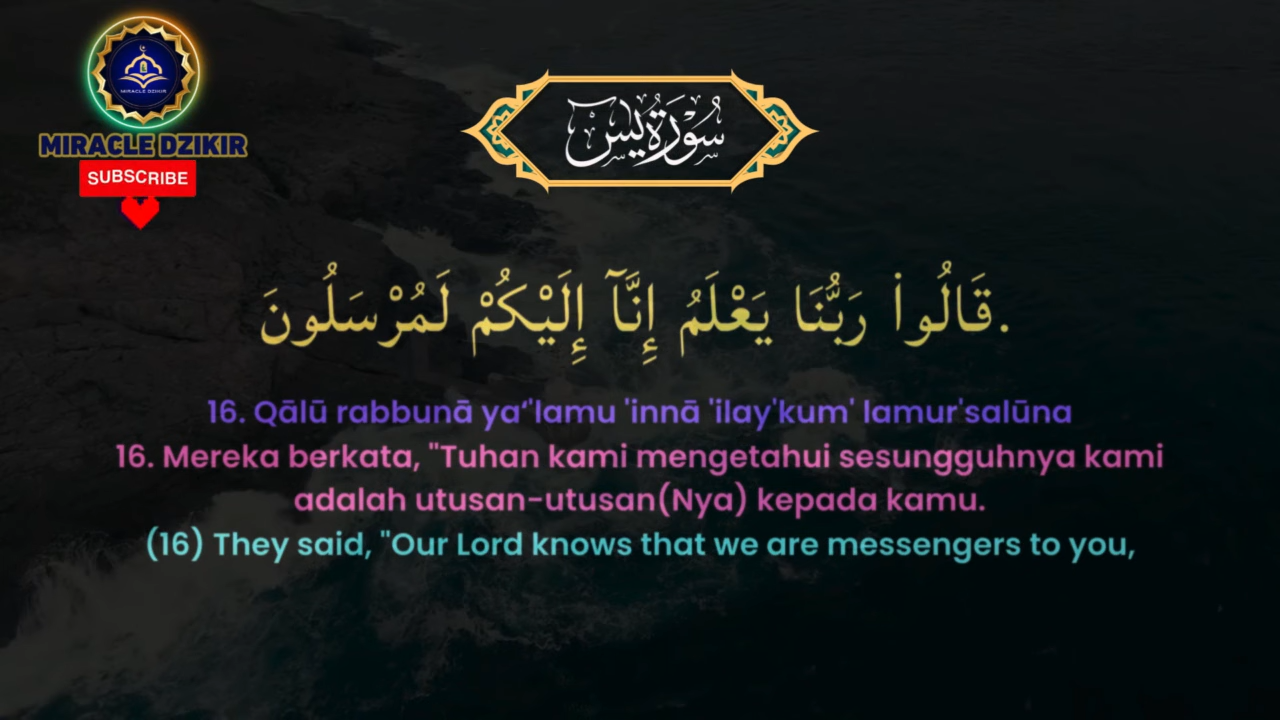 MIRACLE DZIKIR
MIRACLE DZIKIR
SUBSCRIBE
سُوْرَةُ يٰسٓ
قَالُوا۟ رَبُّنَا يَعْلَمُ إِنَّآ إِلَيْكُمْ لَمُرْسَلُونَ.
16. Qālū rabbunā ya‘'lamu 'innā 'ilay'kum' lamur'salūna
16. Mereka berkata, "Tuhan kami mengetahui sesungguhnya kami
adalah utusan-utusan(Nya) kepada kamu.
(16) They said, "Our Lord knows that we are messengers to you,